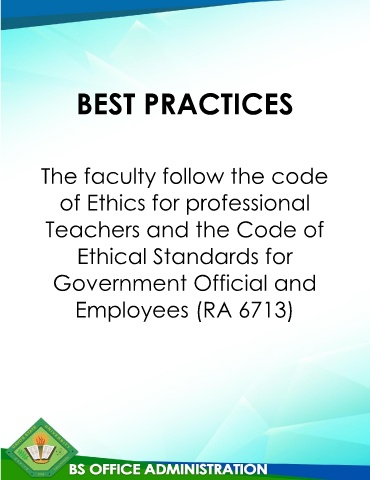 BEST PRACTICES
The faculty follow the code
of Ethics for professional
Teachers and the Code of
Ethical Standards for
Government Official and
Employees (RA 6713)
BS OFFICE ADMINISTRATION